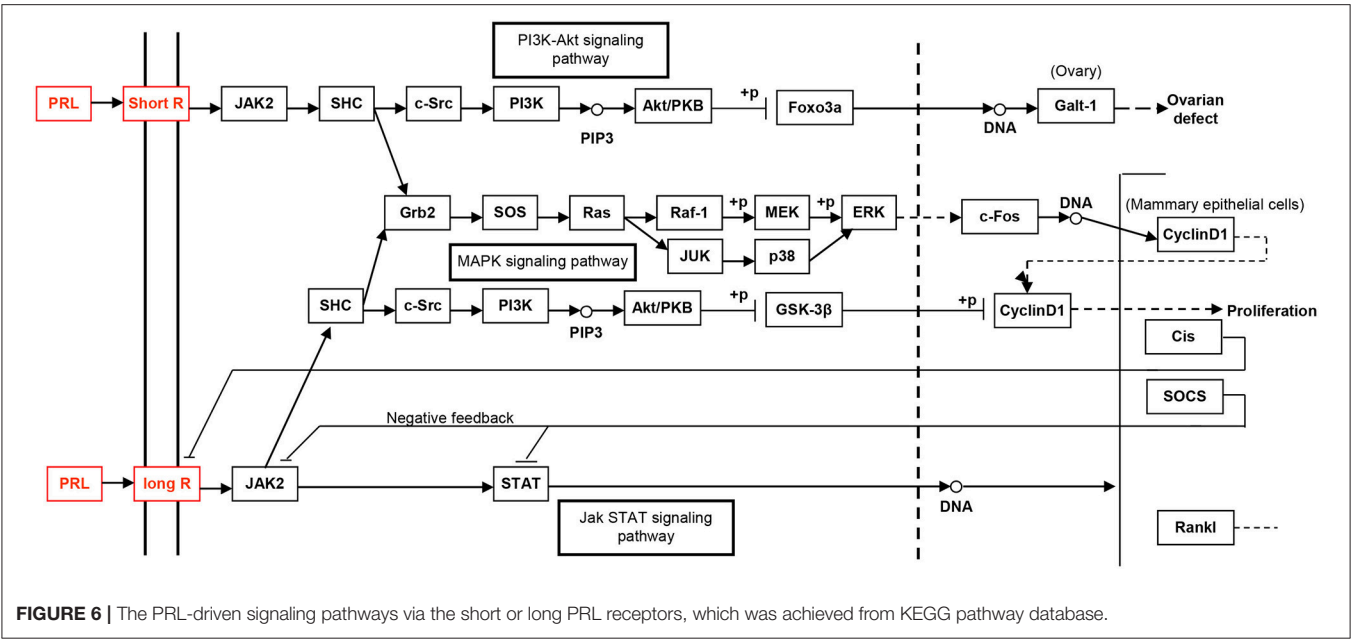 PI3K-Akt signaling
pathway
(Ovary)
PRL
Short R
JAK2
SHC
c-Src
PI3K
PIP3
Akt/PKB
+p
Foxo3a
DNA
Galt-1
Ovarian
defect
Grb2
SOS
Ras
Raf-1
+p
MEK
+p
ERK
c-Fos
DNA
(Mammary epithelial cells)
CyclinD1
JUK
p38
MAPK signaling pathway
SHC
c-Src
PI3K
PIP3
Akt/PKB
+p
GSK-3β
+p
CyclinD1
Proliferation
Cis
SOCS
Negative feedback
PRL
long R
JAK2
STAT
DNA
Jak STAT signaling
pathway
Rankl
FIGURE 6 | The PRL-driven signaling pathways via the short or long PRL receptors, which was achieved from KEGG pathway database.